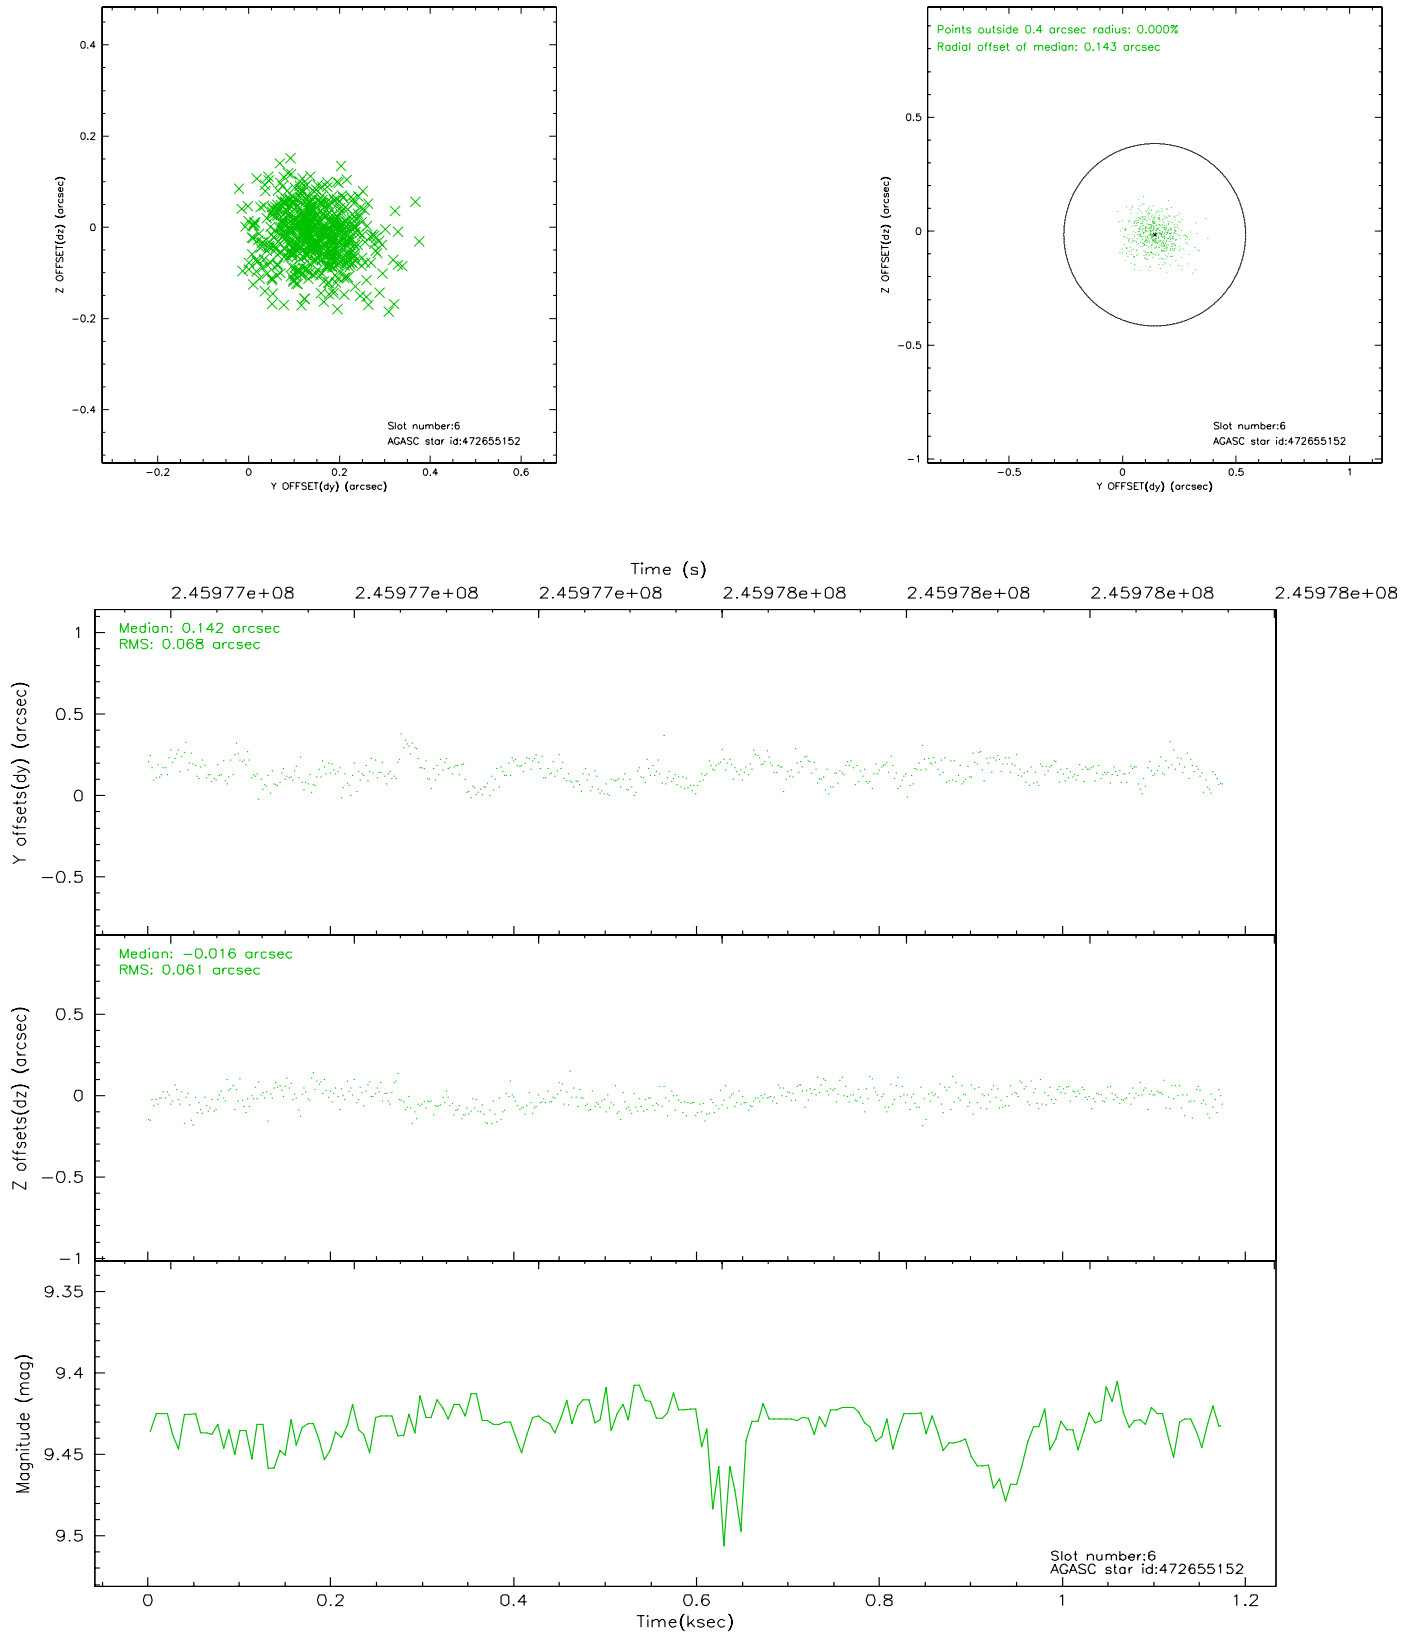 0.4
0.2
0
−0.2
−0.4
Z OFFSET(dz) (arcsec)
Slot number:6
AGASC star id:472655152
−0.2 0 0.2 0.4 0.6
Y OFFSET(dy) (arcsec)
Points outside 0.4 arcsec radius: 0.000%
Radial offset of median: 0.143 arcsec
0.5
0
−0.5
−1
Z OFFSET(dz) (arcsec)
Slot number:6
AGASC star id:472655152
−0.5 0 0.5 1
Y OFFSET(dy) (arcsec)
Time (s)
2.45977e+08 2.45977e+08 2.45977e+08 2.45978e+08 2.45978e+08 2.45978e+08 2.45978e+08
Median: 0.142 arcsec
RMS: 0.068 arcsec
1
0.5
0
−0.5
Y offsets(dy) (arcsec)
Median: −0.016 arcsec
RMS: 0.061 arcsec
0.5
0
−0.5
−1
Z offsets(dz) (arcsec)
9.35
9.4
9.45
9.5
Magnitude (mag)
Slot number:6
AGASC star id:472655152
0 0.2 0.4 0.6 0.8 1 1.2
Time(ksec)